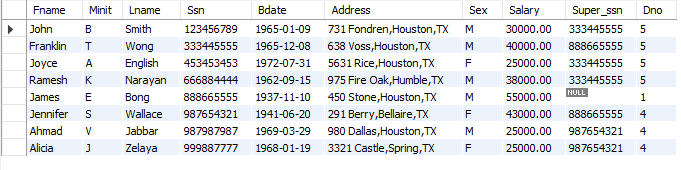 Fname Minit Lname Ssn Bdate Address Sex Salary Super_ssn Dno
John B Smith 123456789 1965-01-09 731 Fondren,Houston,TX M 30000.00 333445555 5
Franklin T Wong 333445555 1965-12-08 638 Voss,Houston,TX M 40000.00 888665555 5
Joyce A English 453453453 1972-07-31 5631 Rice,Houston,TX F 25000.00 333445555 5
Ramesh K Narayan 666884444 1962-09-15 975 Fire Oak,Humble,TX M 38000.00 333445555 5
James E Bong 888665555 1937-11-10 450 Stone,Houston,TX M 55000.00 NULL 1
Jennifer S Wallace 987654321 1941-06-20 291 Berry,Bellaire,TX F 43000.00 888665555 4
Ahmad V Jabbar 987987987 1969-03-29 980 Dallas,Houston,TX M 25000.00 987654321 4
Alicia J Zelaya 999887777 1968-01-19 3321 Castle,Spring,TX F 25000.00 987654321 4